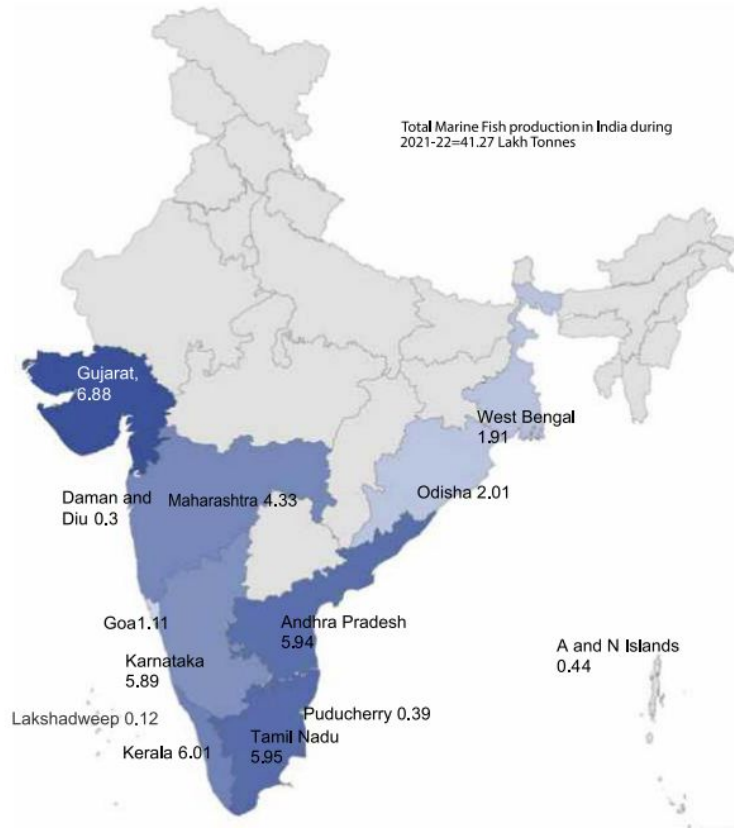 Total Marine Fish production in India during
2021-22=41.27 Lakh Tonnes
Gujarat,
6.88
West Bengal
1.91
Daman and
Diu 0.3
Maharashtra 4.33
Odisha 2.01
Goa1.11
Andhra Pradesh
5.94
Karnataka
5.89
A and N Islands
0.44
Lakshadweep 0.12
Puducherry 0.39
Kerala 6.01
Tamil Nadu
5.95